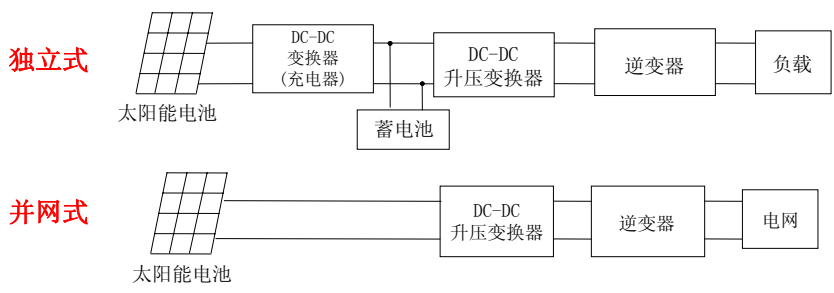 独立式
太阳能电池
DC-DC
变换器
(充电器)
蓄电池
DC-DC
升压变换器
逆变器
负载
并网式
太阳能电池
DC-DC
升压变换器
逆变器
电网